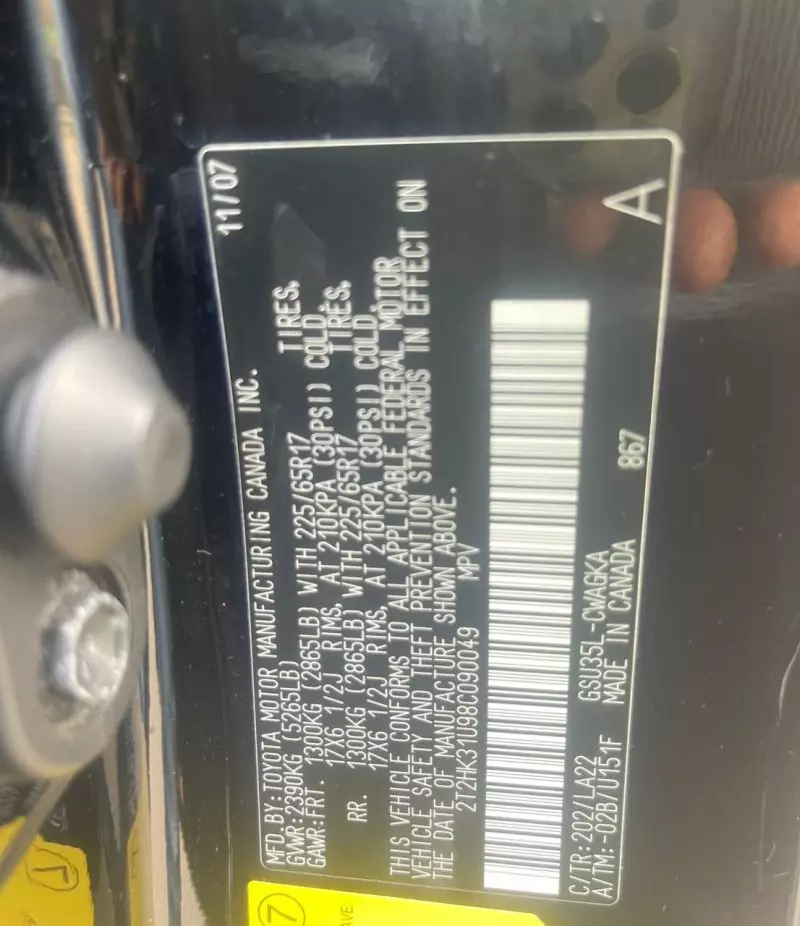 MFD. BY:TOYOTA MOTOR MANUFACTURING CANADA INC. 11/07
GVWR:2390KG (5265LB)
GAWR:FRT. 1300KG (2865LB) WITH 225/65R17 TIRES,
17X6 1/2J RIMS, AT 210KPA (30PSI) COLD.
RR. 1300KG (2865LB) WITH 225/65R17 TIRES,
17X6 1/2J RIMS, AT 210KPA (30PSI) COLD.
THIS VEHICLE CONFORMS TO ALL APPLICABLE FEDERAL MOTOR
VEHICLE SAFETY AND THEFT PREVENTION STANDARDS IN EFFECT ON
THE DATE OF MANUFACTURE SHOWN ABOVE.
2T2HK31U98C090049 MPV
C/TR:202/LA22 GSU35L-CWAGKA 867 A
A/TM:-02B/U151F MADE IN CANADA
7